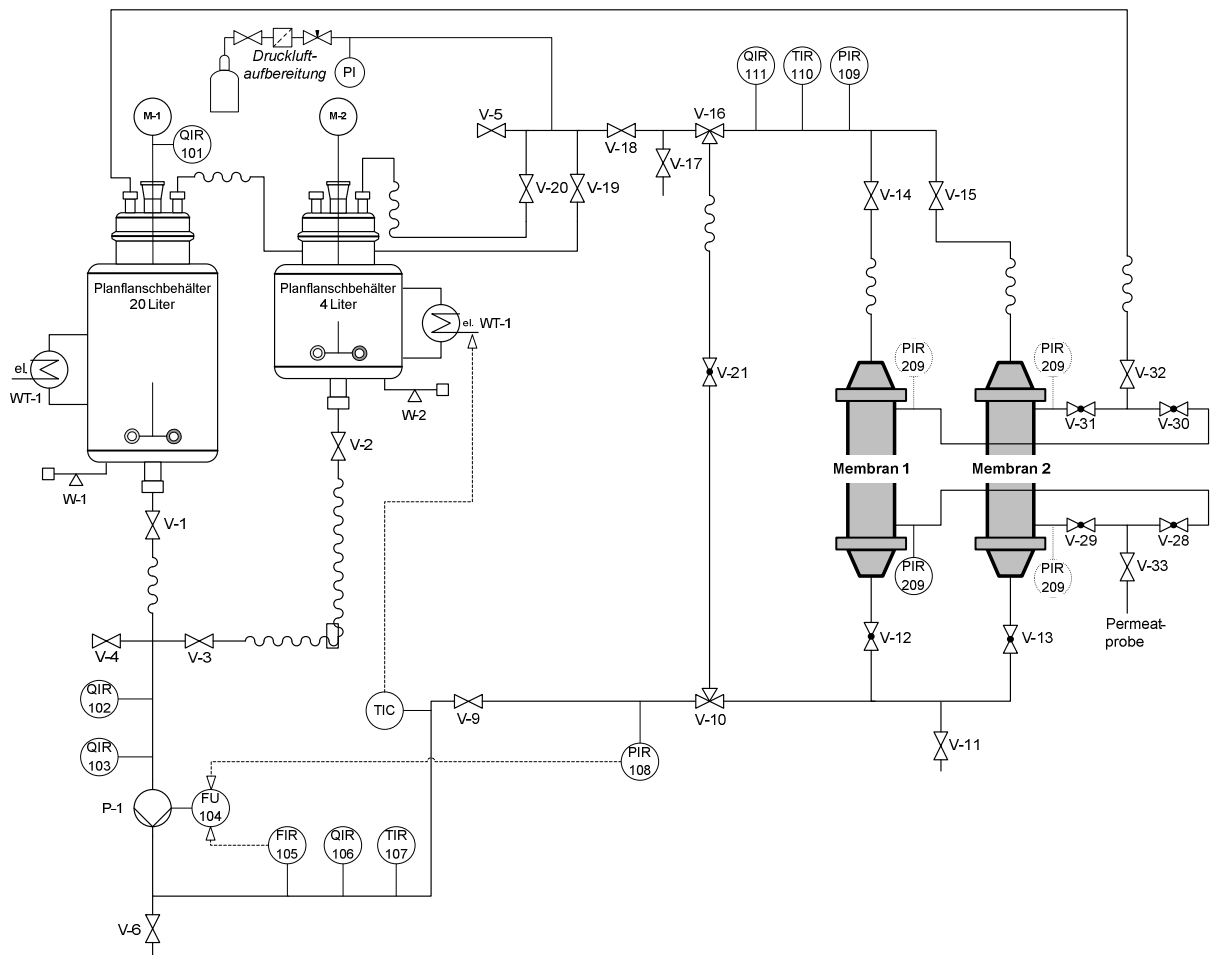 Druckluft-
aufbereitung
PI
M-1
M-2
QIR
101
QIR
111
TIR
110
PIR
109
V-5
V-18
V-16
V-17
V-20
V-19
V-14
V-15
Planflanschbehälter
20 Liter
Planflanschbehälter
4 Liter
el.
WT-1
el.
WT-1
V-21
PIR
209
PIR
209
V-32
V-31
V-30
W-2
V-2
Membran 1
Membran 2
W-1
V-1
V-29
V-28
V-33
PIR
209
PIR
209
Permeat-
probe
V-12
V-13
V-4
V-3
QIR
102
TIC
V-9
V-10
V-11
QIR
103
PIR
108
P-1
FU
104
FIR
105
QIR
106
TIR
107
V-6